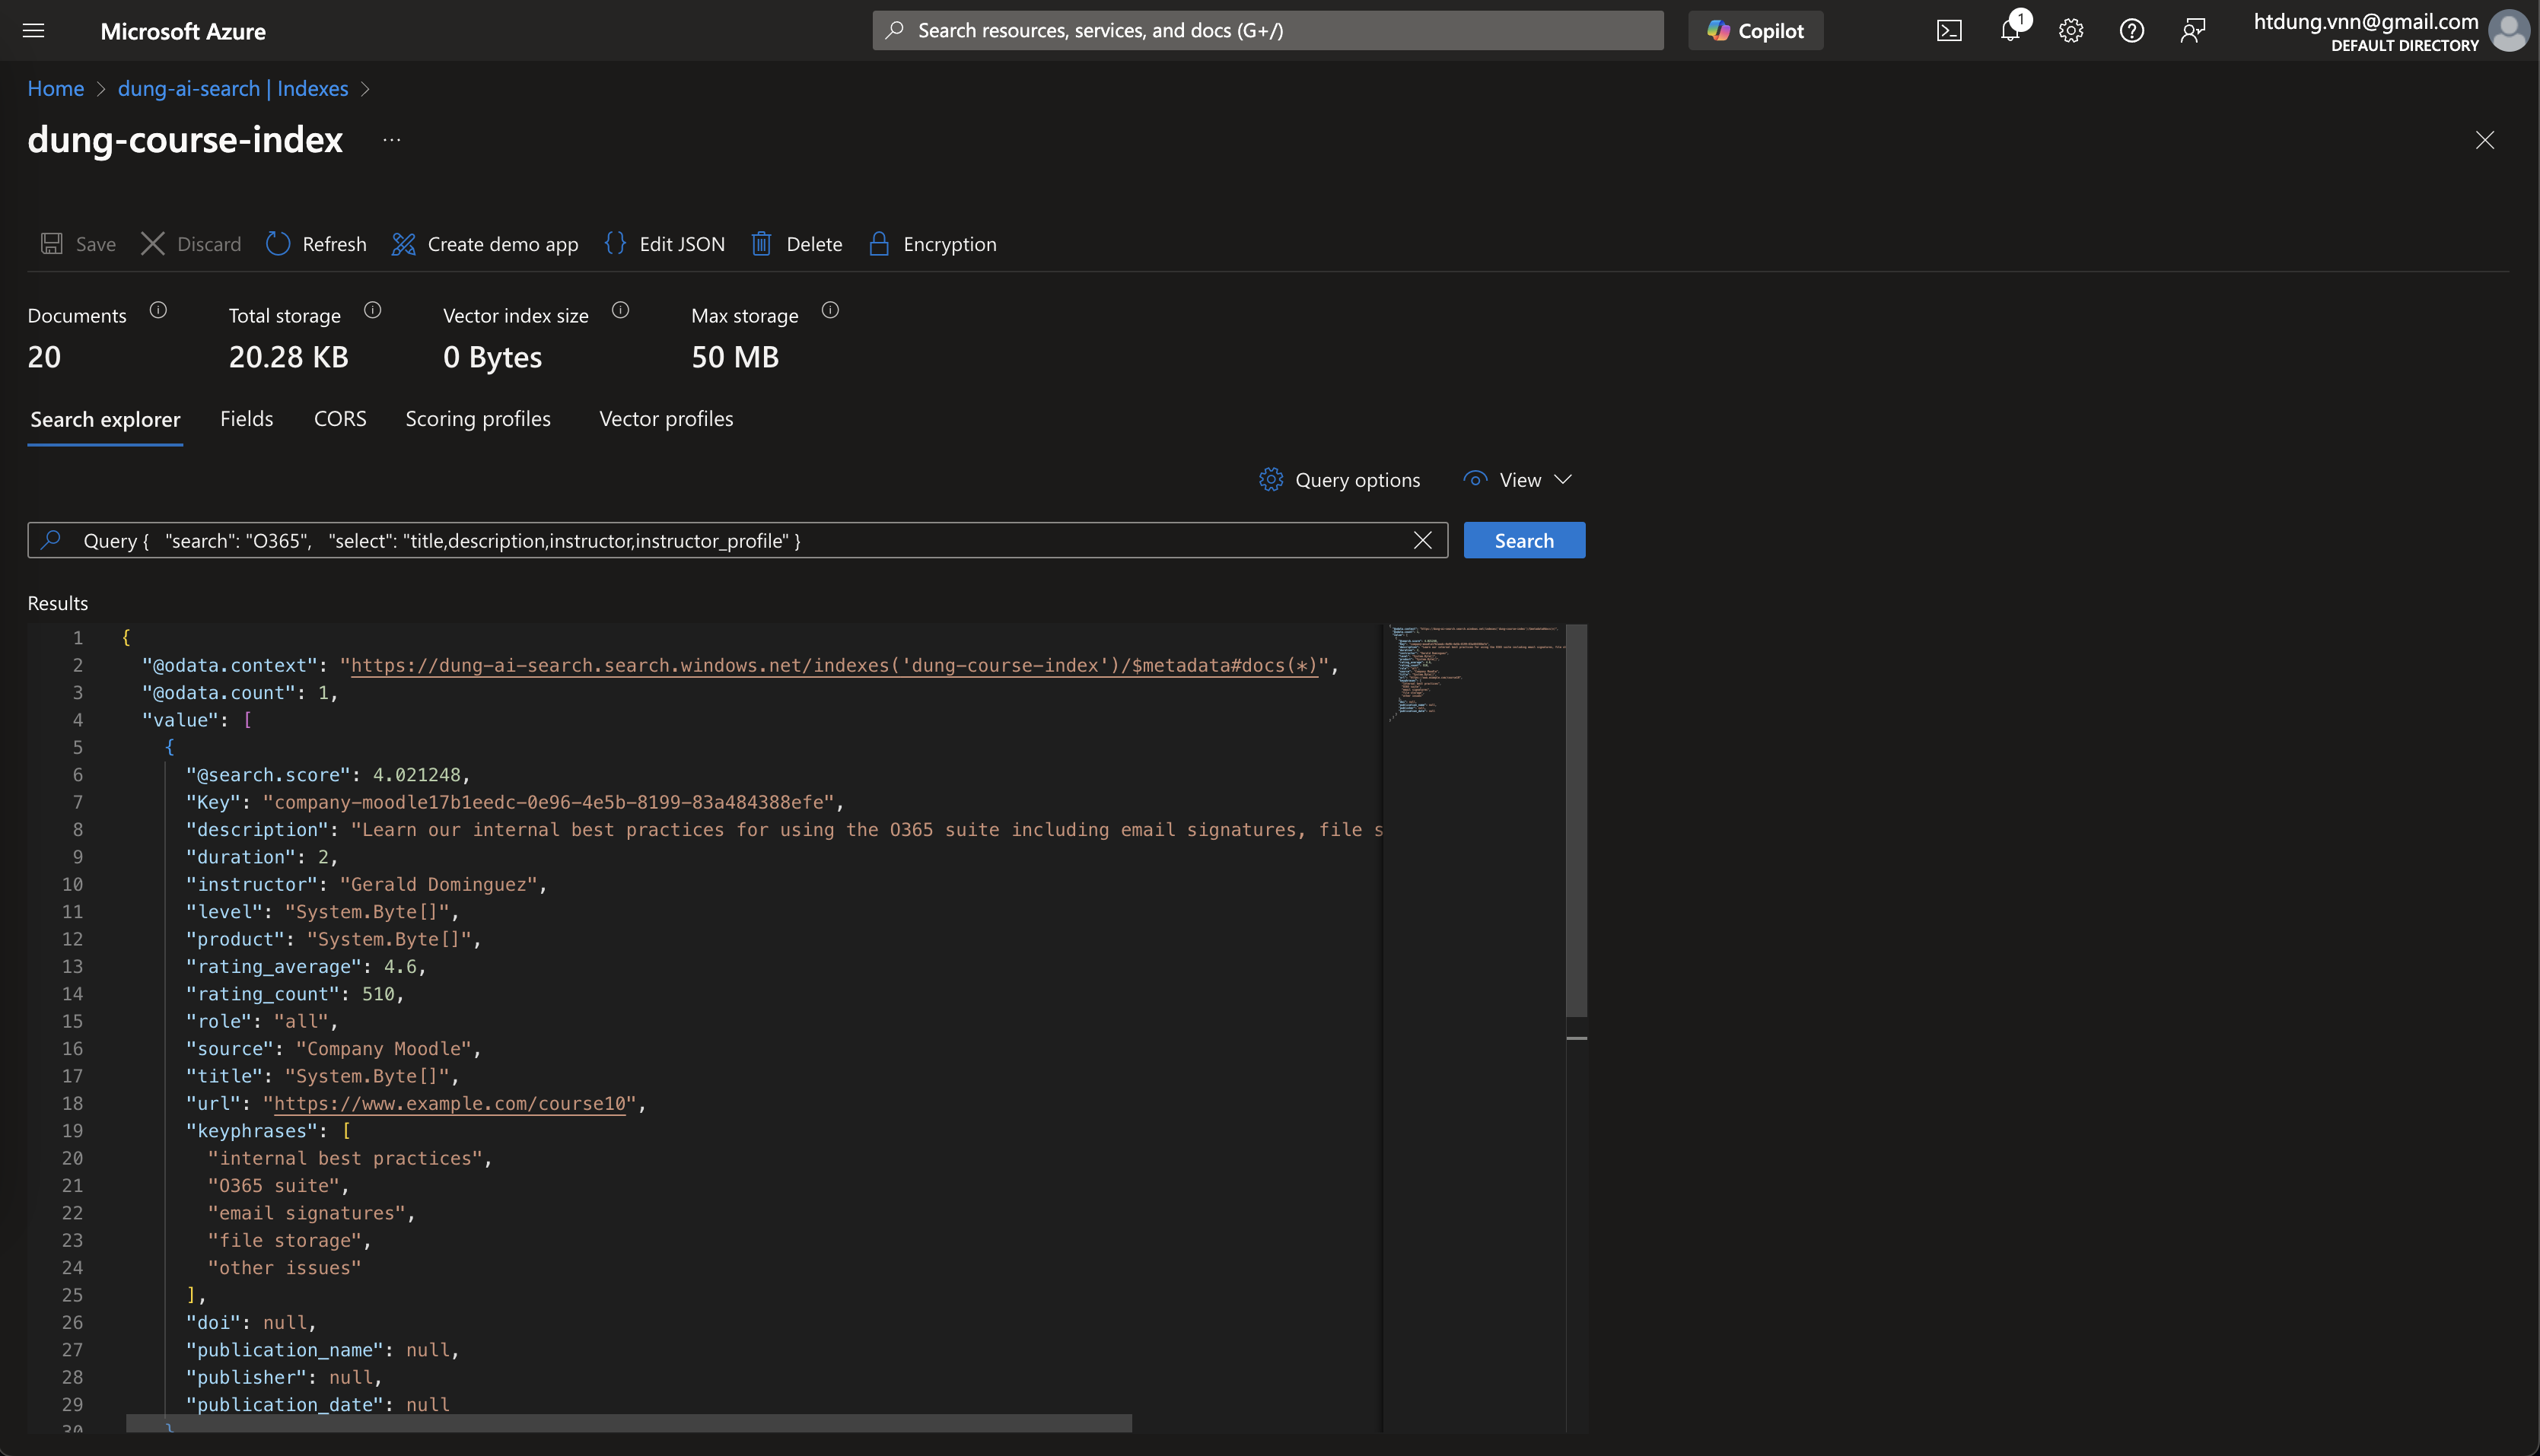 Microsoft Azure
Search resources, services, and docs (G+/)
Copilot
1
htdung.vnn@gmail.com
DEFAULT DIRECTORY
Home > dung-ai-search | Indexes >
dung-course-index ...
Save Discard Refresh Create demo app Edit JSON Delete Encryption
Documents Total storage Vector index size Max storage
20 20.28 KB 0 Bytes 50 MB
Search explorer Fields CORS Scoring profiles Vector profiles
Query options View
Query { "search": "O365", "select": "title,description,instructor,instructor_profile" }
Search
Results
1 {
2 "@odata.context": "https://dung-ai-search.search.windows.net/indexes('dung-course-index')/$metadata#docs(*)",
3 "@odata.count": 1,
4 "value": [
5 {
6 "@search.score": 4.021248,
7 "Key": "company-moodle17b1eedc-0e96-4e5b-8199-83a484388efe",
8 "description": "Learn our internal best practices for using the O365 suite including email signatures, file s
9 "duration": 2,
10 "instructor": "Gerald Dominguez",
11 "level": "System.Byte[]",
12 "product": "System.Byte[]",
13 "rating_average": 4.6,
14 "rating_count": 510,
15 "role": "all",
16 "source": "Company Moodle",
17 "title": "System.Byte[]",
18 "url": "https://www.example.com/course10",
19 "keyphrases": [
20 "internal best practices",
21 "O365 suite",
22 "email signatures",
23 "file storage",
24 "other issues"
25 ],
26 "doi": null,
27 "publication_name": null,
28 "publisher": null,
29 "publication_date": null
30 }